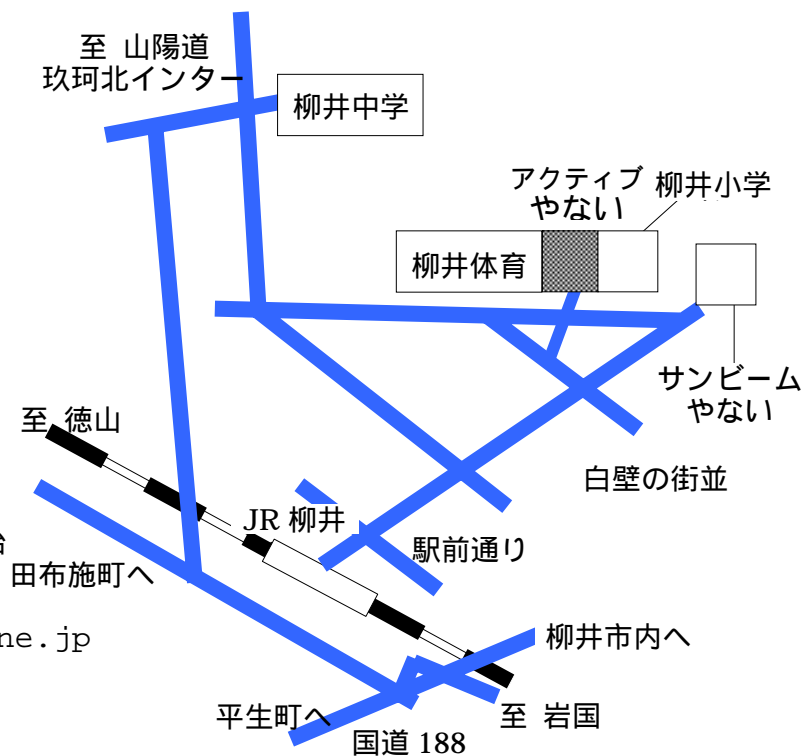 至 山陽道
玖珂北インター
柳井中学
アクティブ
やない
柳井小学
柳井体育
サンビーム
やない
至 徳山
白壁の街並
JR 柳井
駅前通り
田布施町へ
ne.jp
柳井市内へ
平生町へ
至 岩国
国道 188